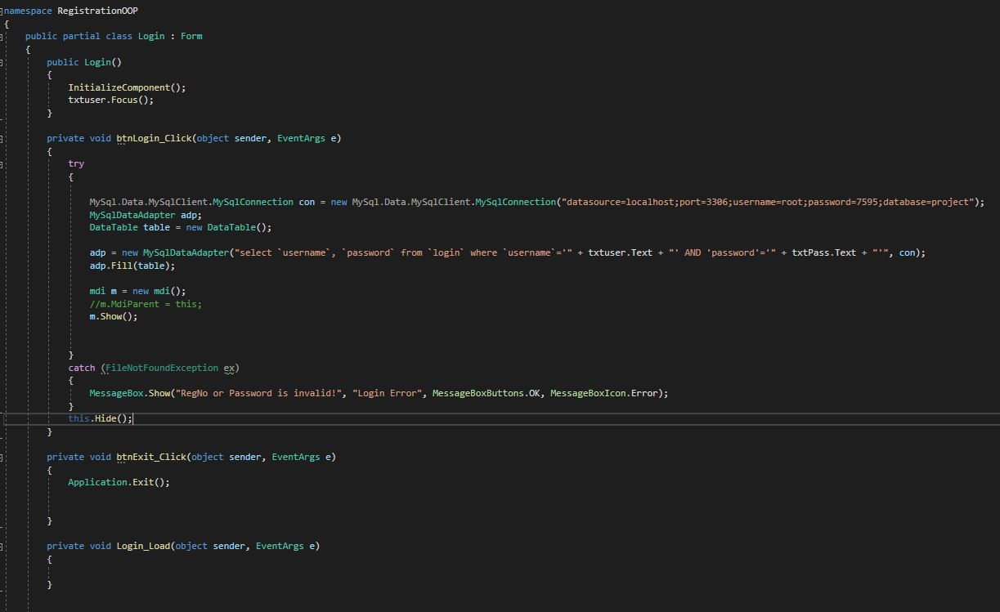 namespace RegistrationOOP
{
public partial class Login : Form
{
public Login()
{
InitializeComponent();
txtuser.Focus();
}
private void btnLogin_Click(object sender, EventArgs e)
{
try
{
MySql.Data.MySqlClient.MySqlConnection con = new MySql.Data.MySqlClient.MySqlConnection("datasource=localhost;port=3306;username=root;password=7595;database=project");
MySqlDataAdapter adp;
DataTable table = new DataTable();
adp = new MySqlDataAdapter("select `username`, `password` from `login` where `username`='" + txtuser.Text + "' AND 'password'='" + txtPass.Text + "'", con);
adp.Fill(table);
mdi m = new mdi();
//m.MdiParent = this;
m.Show();
}
catch (FileNotFoundException ex)
{
MessageBox.Show("RegNo or Password is invalid!", "Login Error", MessageBoxButtons.OK, MessageBoxIcon.Error);
}
this.Hide();
}
private void btnExit_Click(object sender, EventArgs e)
{
Application.Exit();
}
private void Login_Load(object sender, EventArgs e)
{
}